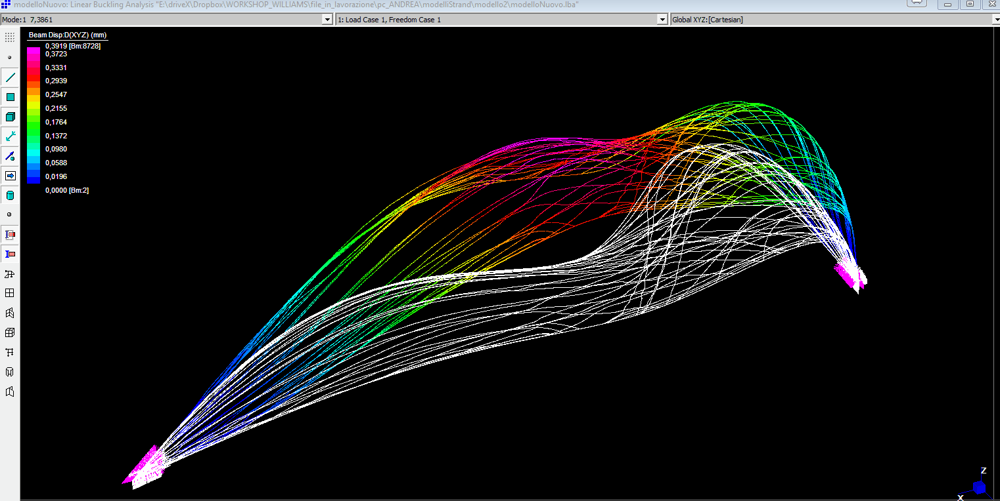 modelloNuovo: Linear Buckling Analysis "E:\driveX\Dropbox\WORKSHOP_WILLIAMS\file_in_lavorazione\pc_ANDREA\modelliStrand\modello2\modelloNuovo.lba"
Mode:1 7,3861
1: Load Case 1, Freedom Case 1
Global XYZ:[Cartesian]
Beam Disp:D(XYZ) (mm)
0,3919 [Bm:8728]
0,3723
0,3331
0,2939
0,2547
0,2155
0,1764
0,1372
0,0980
0,0588
0,0196
0,0000 [Bm:2]
Z
X